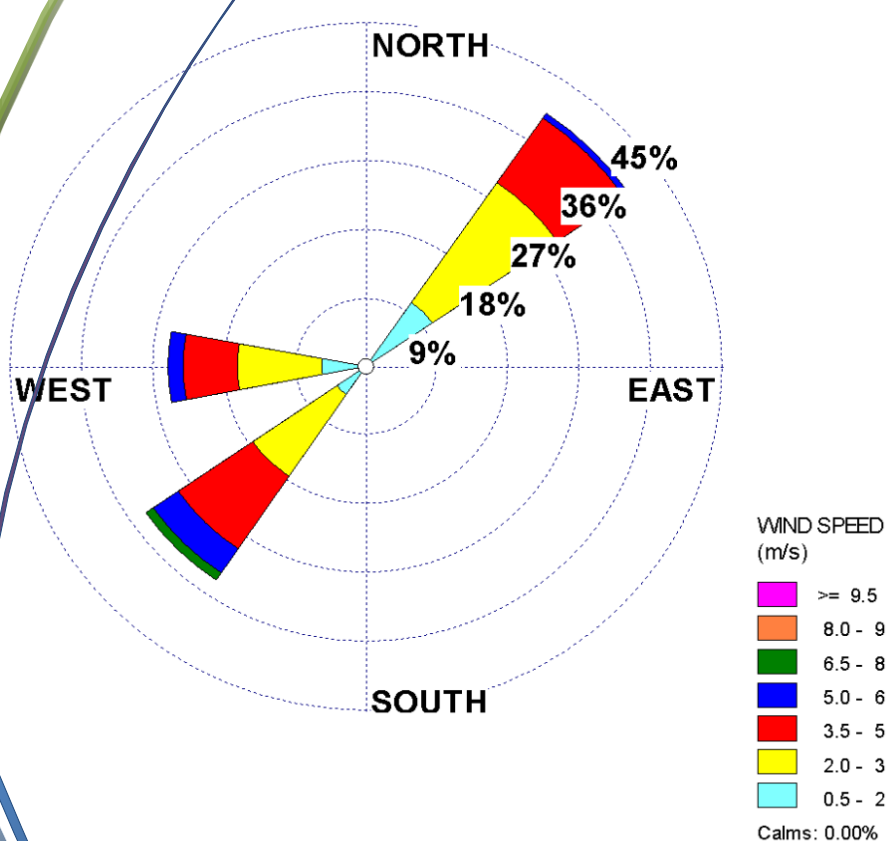 NORTH
45%
36%
27%
18%
9%
WEST
EAST
SOUTH
WIND SPEED
(m/s)
>= 9.5
8.0 - 9
6.5 - 8
5.0 - 6
3.5 - 5
2.0 - 3
0.5 - 2
Calms: 0.00%